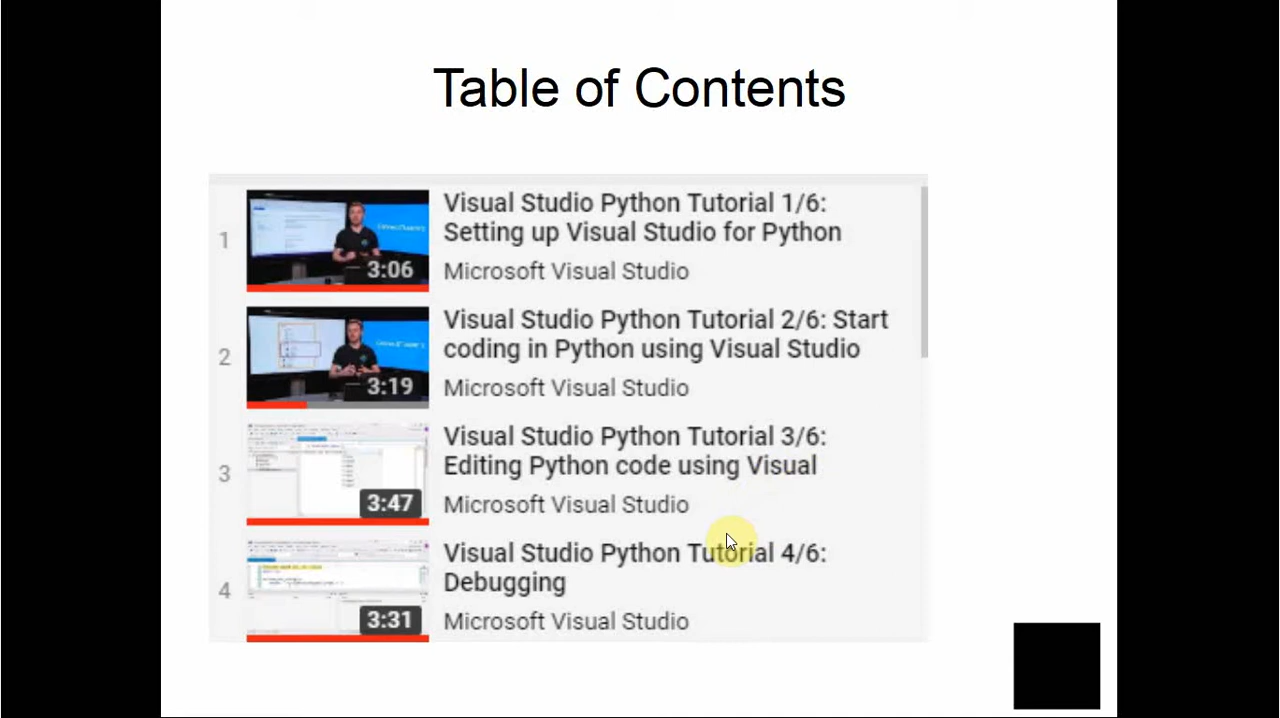 Table of Contents
1
3:06
Visual Studio Python Tutorial 1/6:
Setting up Visual Studio for Python
Microsoft Visual Studio
2
3:19
Visual Studio Python Tutorial 2/6: Start
coding in Python using Visual Studio
Microsoft Visual Studio
3
3:47
Visual Studio Python Tutorial 3/6:
Editing Python code using Visual
Microsoft Visual Studio
4
3:31
Visual Studio Python Tutorial 4/6:
Debugging
Microsoft Visual Studio